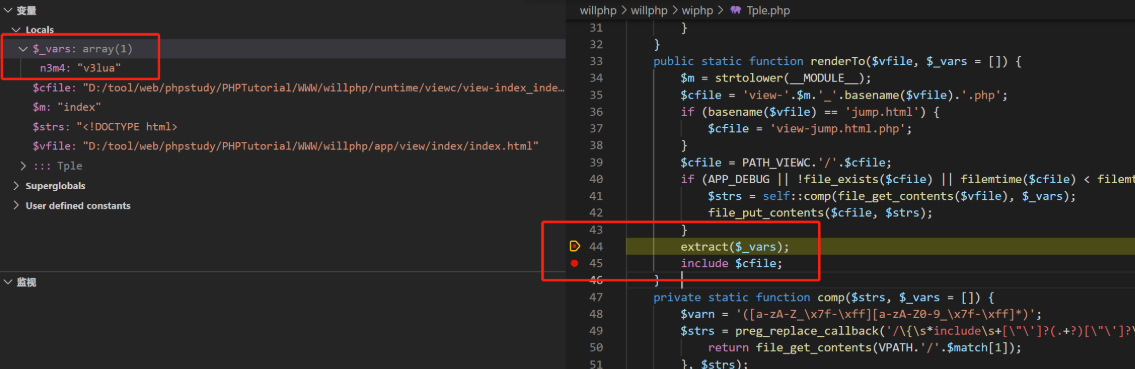 变量
Locals
$_vars: array(1)
n3m4: "v3lua"
$cfile: "D:/tool/web/phpstudy/PHPTutorial/WWW/willphp/runtime/viewc/view-index_inde…
$m: "index"
$strs: "<!DOCTYPE html>
$vfile: "D:/tool/web/phpstudy/PHPTutorial/WWW/willphp/app/view/index/index.html"
::: Tple
Superglobals
User defined constants
监视
willphp > willphp > wiphp > Tple.php
31 }
32 }
33 public static function renderTo($vfile, $_vars = []) {
34 $m = strtolower(__MODULE__);
35 $cfile = 'view-'.$m.'_'.basename($vfile).'.php';
36 if (basename($vfile) == 'jump.html') {
37 $cfile = 'view-jump.html.php';
38 }
39 $cfile = PATH_VIEWC.'/'.$cfile;
40 if (APP_DEBUG || !file_exists($cfile) || filemtime($cfile) < filemt
41 $strs = self::comp(file_get_contents($vfile), $_vars);
42 file_put_contents($cfile, $strs);
43 }
44 extract($_vars);
45 include $cfile;
46 }
47 private static function comp($strs, $_vars = []) {
48 $varn = '([a-zA-Z_\x7f-\xff][a-zA-Z0-9_\x7f-\xff]*)';
49 $strs = preg_replace_callback('/\{\s*include\s+[\"\']?(.+?)[\"\']?\
50 return file_get_contents(VPATH.'/'.$match[1]);
51 }, $strs);